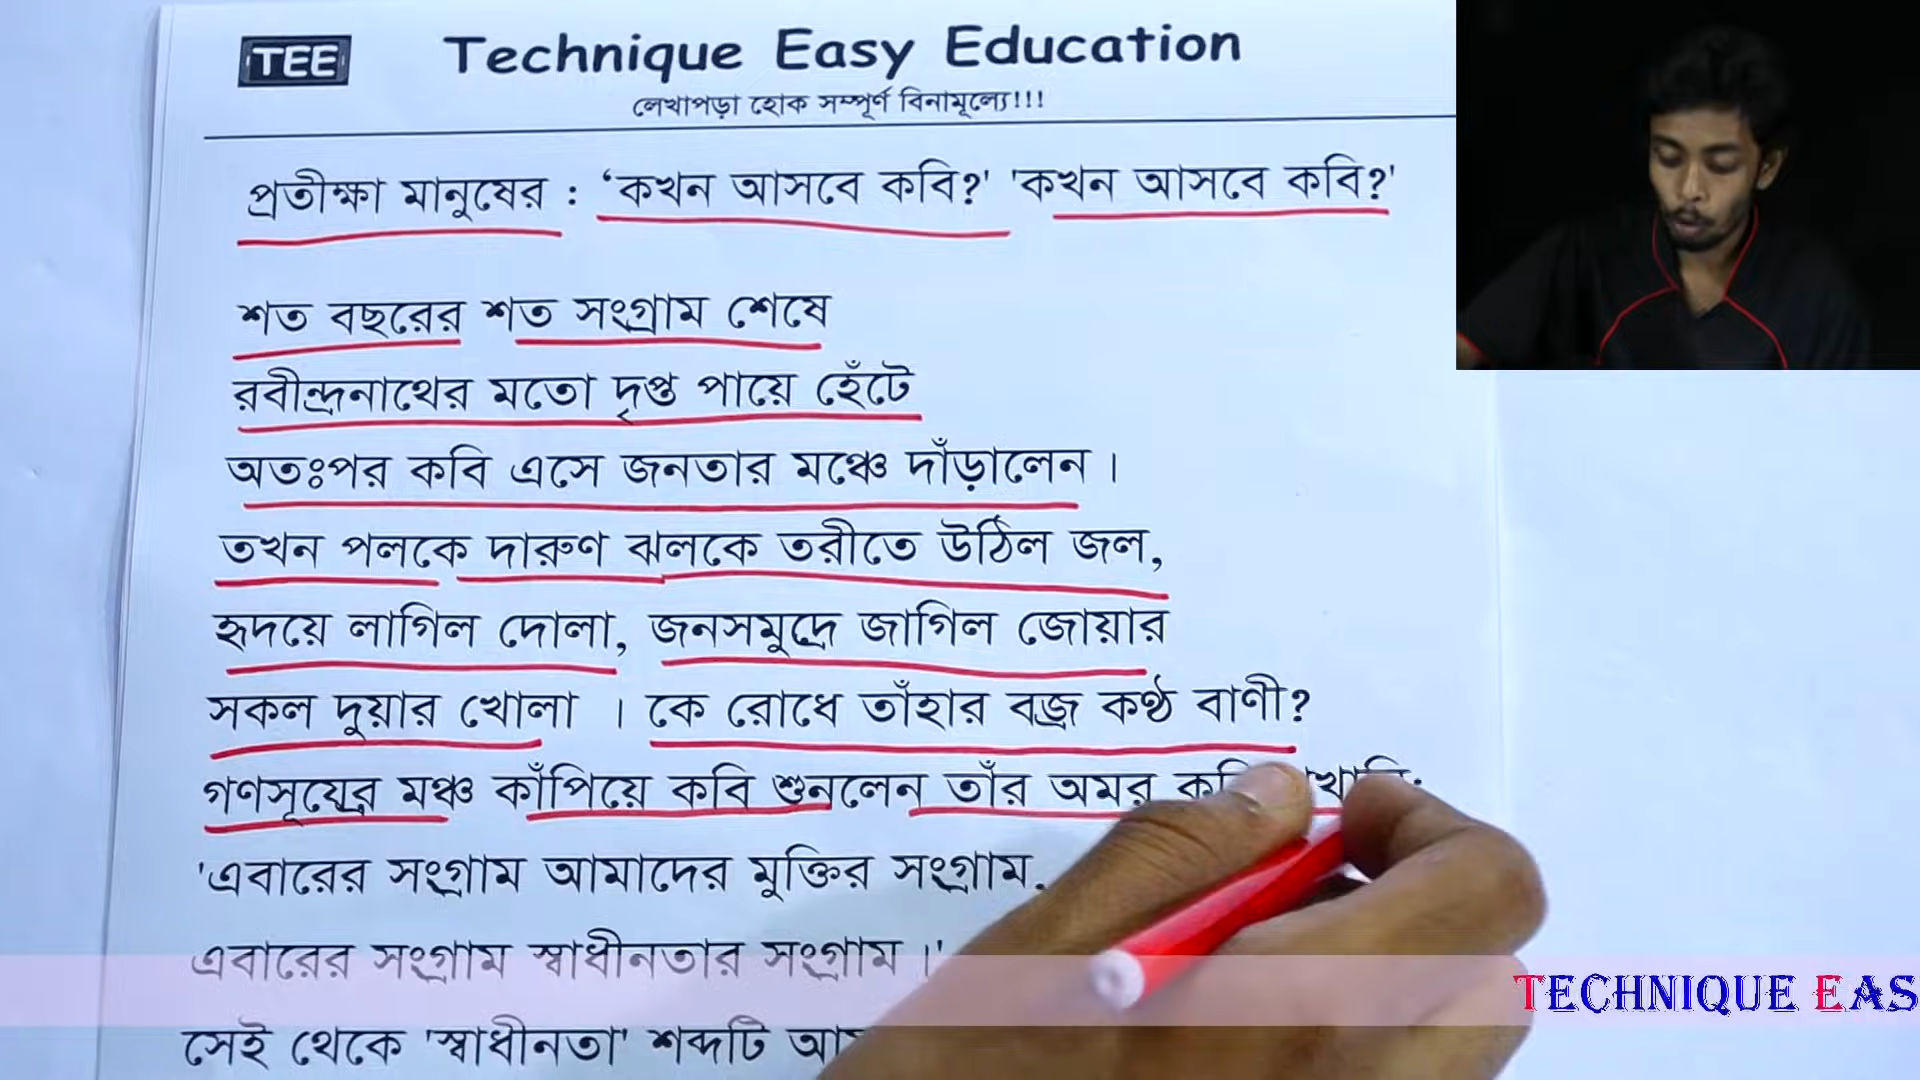 TEE Technique Easy Education
লেখাপড়া হোক সম্পূর্ণ বিনামূল্যে!!!
প্রতীক্ষা মানুষের : ‘কখন আসবে কবি?' 'কখন আসবে কবি?'
শত বছরের শত সংগ্রাম শেষে
রবীন্দ্রনাথের মতো দৃপ্ত পায়ে হেঁটে
অতঃপর কবি এসে জনতার মঞ্চে দাঁড়ালেন ।
তখন পলকে দারুণ ঝলকে তরীতে উঠিল জল,
হৃদয়ে লাগিল দোলা, জনসমুদ্রে জাগিল জোয়ার
সকল দুয়ার খোলা । কে রোধে তাঁহার বজ্র কণ্ঠ বাণী?
গণসূর্যের মঞ্চ কাঁপিয়ে কবি শুনলেন তাঁর অমর
'এবারের সংগ্রাম আমাদের মুক্তির সংগ্রাম,
এবারের সংগ্রাম স্বাধীনতার সংগ্রাম ।'
সেই থেকে 'স্বাধীনতা' শব্দটি
TECHNIQUE EAS